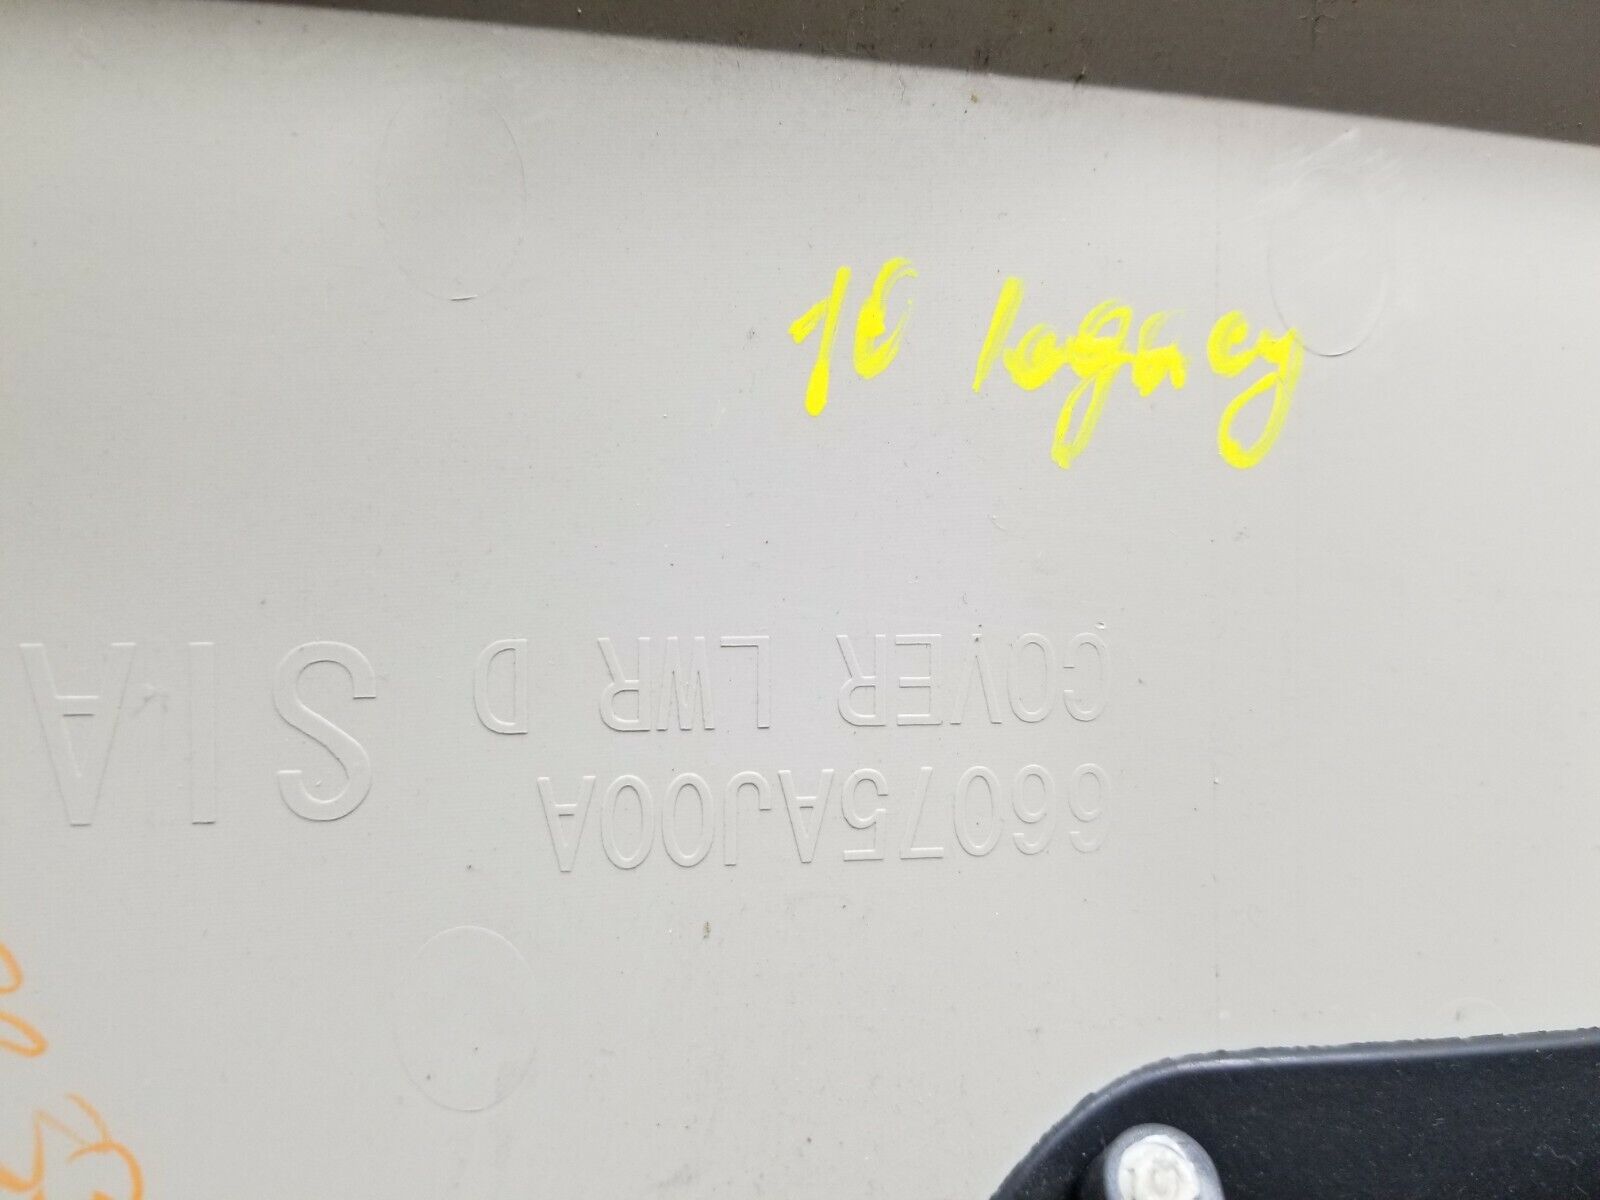 10 legacy
66075AJ00A
COVER LWR D
SIA